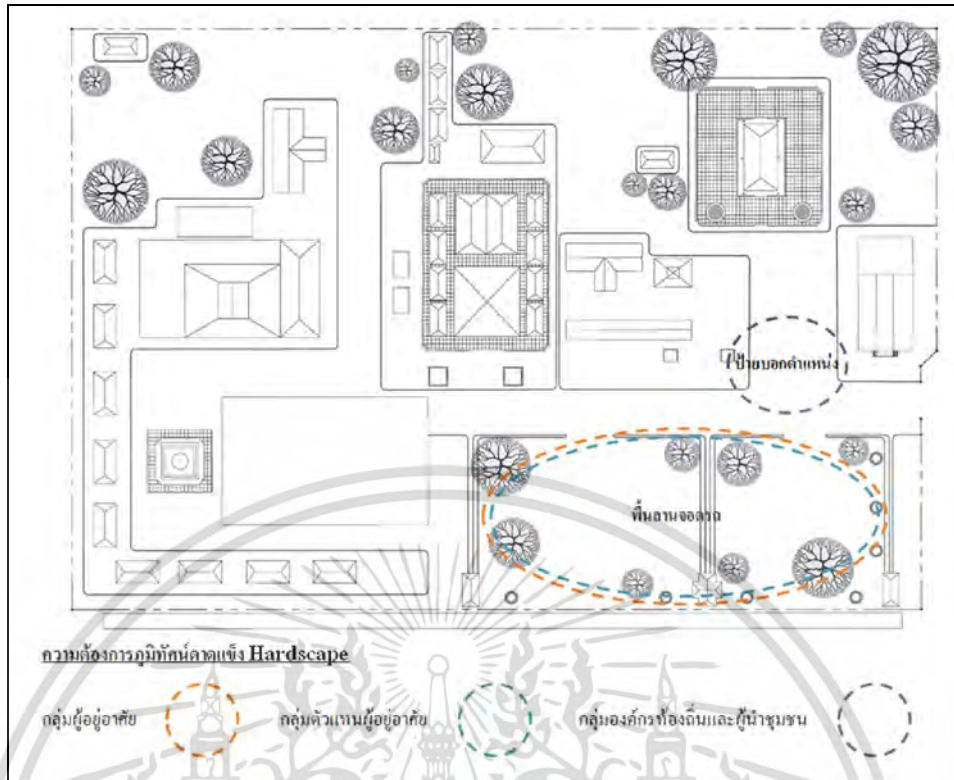 ป้ายบอกตำแหน่ง
พื้นลานจอดรถ
ความต้องการภูมิทัศน์ดาดแข็ง Hardscape
กลุ่มผู้อยู่อาศัย กลุ่มตัวแทนผู้อยู่อาศัย กลุ่มองค์กรท้องถิ่นและผู้นำชุมชน